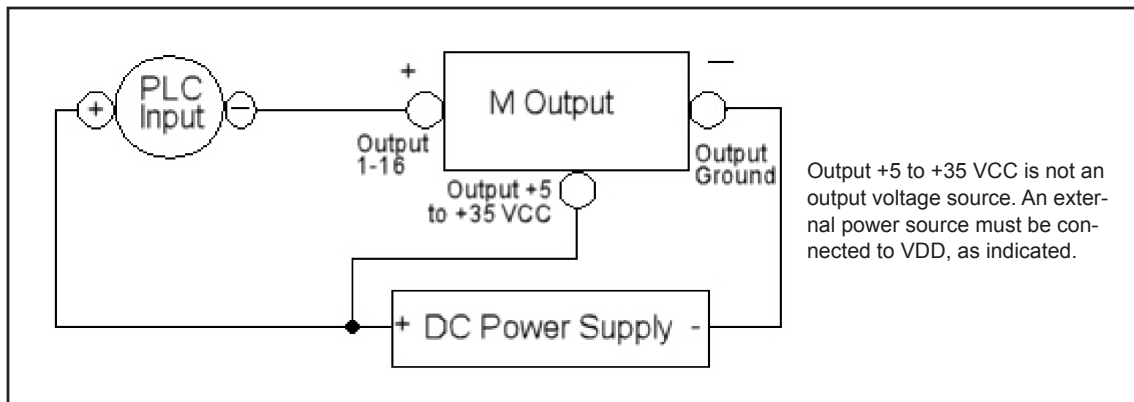 +
—
+
PLC
Input
–
M Output
Output
1-16
Output
Ground
Output +5
to +35 VCC
Output +5 to +35 VCC is not an
output voltage source. An exter-
nal power source must be con-
nected to VDD, as indicated.
+ DC Power Supply -